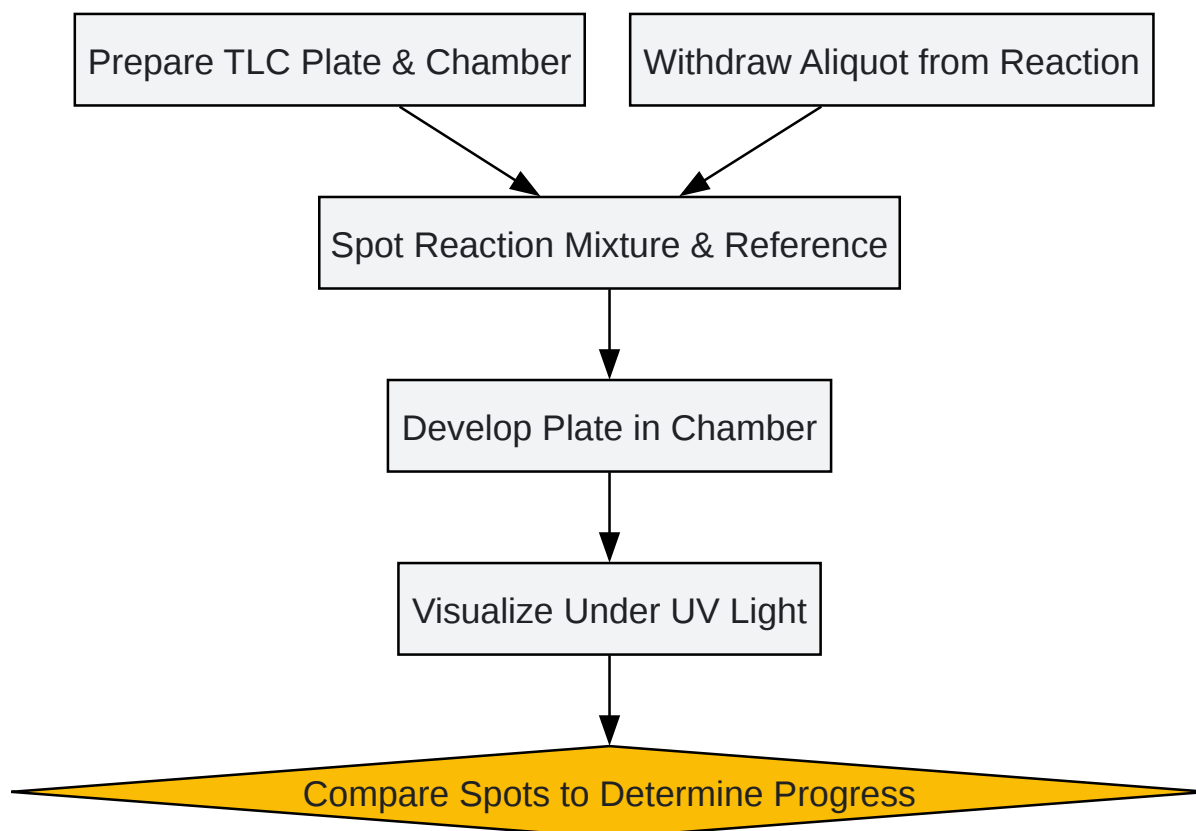 Prepare TLC Plate & Chamber
Withdraw Aliquot from Reaction
Spot Reaction Mixture & Reference
Develop Plate in Chamber
Visualize Under UV Light
Compare Spots to Determine Progress